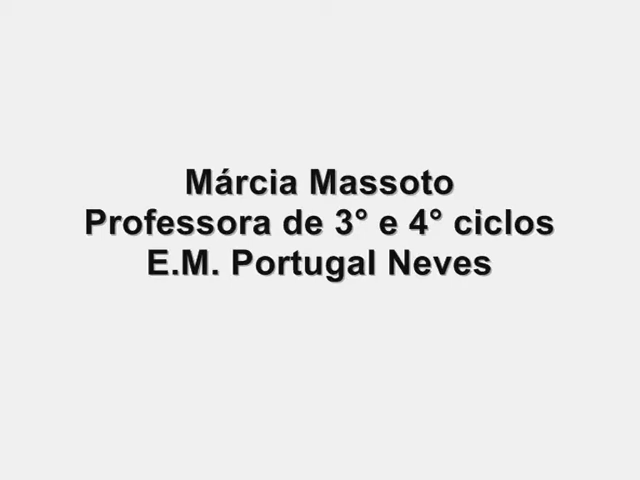 Márcia Massoto
Professora de 3° e 4° ciclos
E.M. Portugal Neves